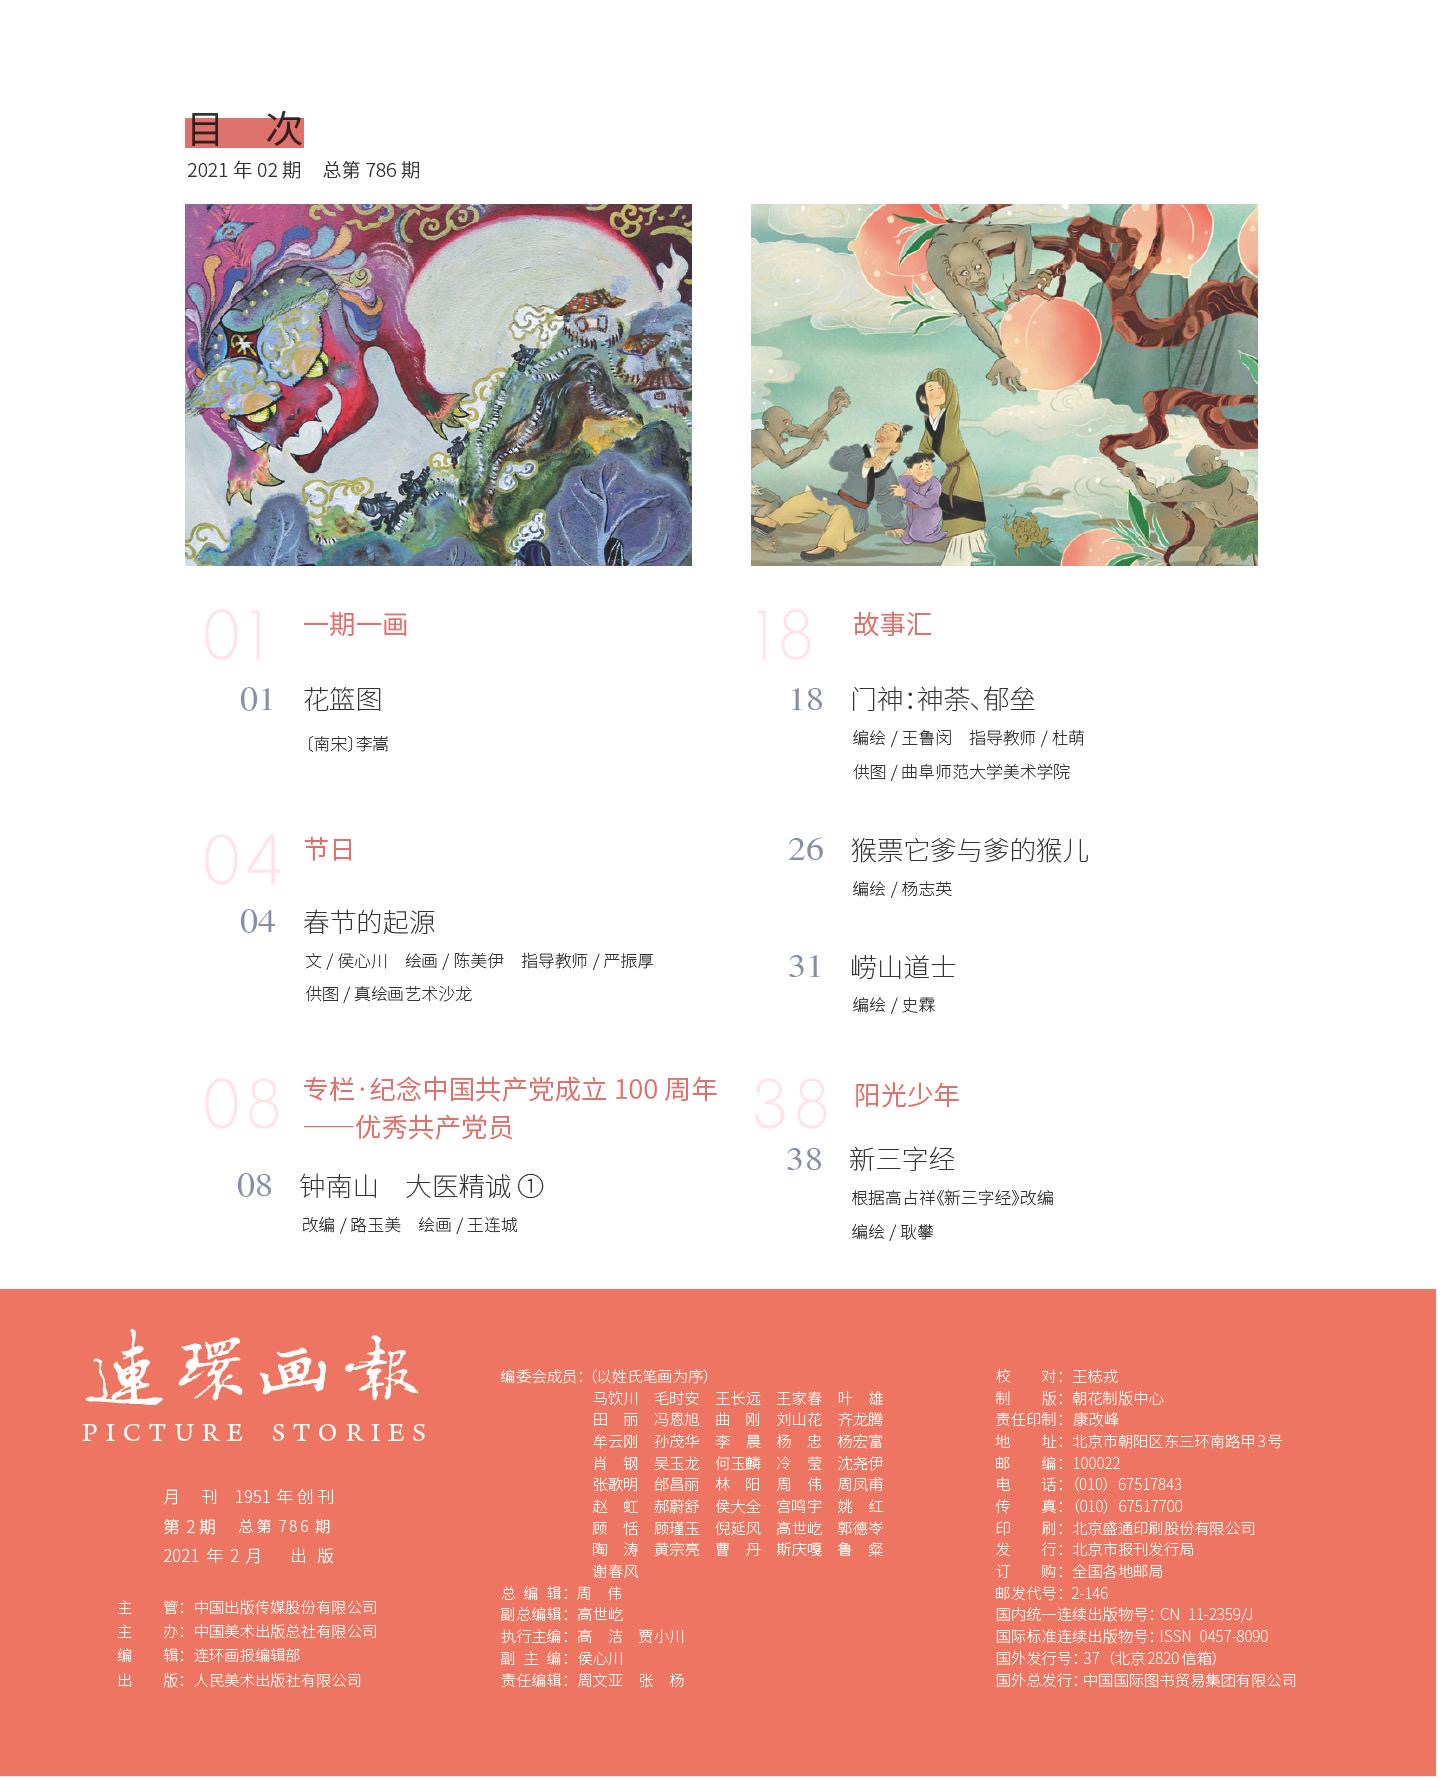 目　次
2021 年 02 期　总第 786 期
01 一期一画
01 花篮图
〔南宋〕李嵩
04 节日
04 春节的起源
文 / 侯心川　绘画 / 陈美伊　指导教师 / 严振厚
供图 / 真绘画艺术沙龙
08 专栏·纪念中国共产党成立 100 周年
——优秀共产党员
08 钟南山　大医精诚 ①
改编 / 路玉美　绘画 / 王连城
18 故事汇
18 门神：神荼、郁垒
编绘 / 王鲁闵　指导教师 / 杜萌
供图 / 曲阜师范大学美术学院
26 猴票它爹与爹的猴儿
编绘 / 杨志英
31 崂山道士
编绘 / 史霖
38 阳光少年
38 新三字经
根据高占祥《新三字经》改编
编绘 / 耿攀
連環画報
PICTURE STORIES
月　刊　1951 年创刊
第 2 期　总第 786 期
2021 年 2 月　出 版
主　　管：中国出版传媒股份有限公司
主　　办：中国美术出版总社有限公司
编　　辑：连环画报编辑部
出　　版：人民美术出版社有限公司
编委会成员：（以姓氏笔画为序）
马饮川　毛时安　王长远　王家春　叶　雄
田　丽　冯恩旭　曲　刚　刘山花　齐龙腾
牟云刚　孙茂华　李　晨　杨　忠　杨宏富
肖　钢　吴玉龙　何玉麟　冷　莹　沈尧伊
张歌明　邰昌丽　林　阳　周　伟　周凤甫
赵　虹　郝蔚舒　侯大全　宫鸣宇　姚　红
顾　恬　顾瑾玉　倪延风　高世屹　郭德岺
陶　涛　黄宗亮　曹　丹　斯庆嘎　鲁　粲
谢春风
总 编 辑：周　伟
副总编辑：高世屹
执行主编：高　洁　贾小川
副 主 编：侯心川
责任编辑：周文亚　张　杨
校　　对：王梽戎
制　　版：朝花制版中心
责任印制：康改峰
地　　址：北京市朝阳区东三环南路甲3号
邮　　编：100022
电　　话：（010）67517843
传　　真：（010）67517700
印　　刷：北京盛通印刷股份有限公司
发　　行：北京市报刊发行局
订　　购：全国各地邮局
邮发代号：2-146
国内统一连续出版物号：CN 11-2359/J
国际标准连续出版物号：ISSN 0457-8090
国外发行号：37（北京2820信箱）
国外总发行：中国国际图书贸易集团有限公司